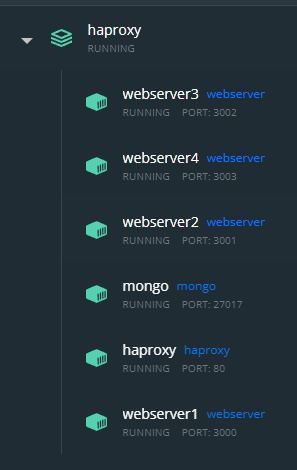 haproxy
RUNNING
webserver3 webserver
RUNNING PORT: 3002
webserver4 webserver
RUNNING PORT: 3003
webserver2 webserver
RUNNING PORT: 3001
mongo mongo
RUNNING PORT: 27017
haproxy haproxy
RUNNING PORT: 80
webserver1 webserver
RUNNING PORT: 3000